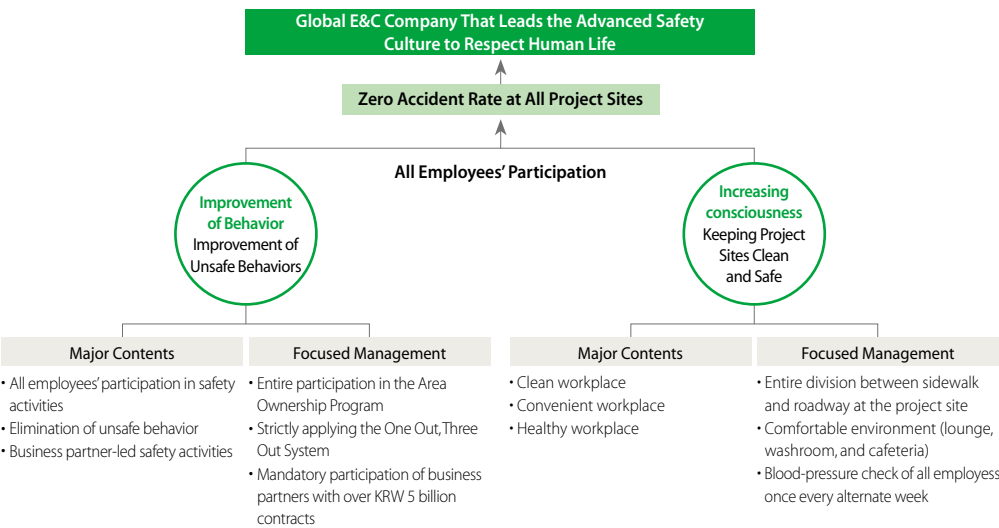 Global E&C Company That Leads the Advanced Safety
Culture to Respect Human Life
Zero Accident Rate at All Project Sites
All Employees' Participation
Improvement
of Behavior
Improvement of
Unsafe Behaviors
Increasing
consciousness
Keeping Project
Sites Clean
and Safe
Major Contents
• All employees' participation in safety
activities
• Elimination of unsafe behavior
• Business partner-led safety activities
Focused Management
• Entire participation in the Area
Ownership Program
• Strictly applying the One Out, Three
Out System
• Mandatory participation of business
partners with over KRW 5 billion
contracts
Major Contents
• Clean workplace
• Convenient workplace
• Healthy workplace
Focused Management
• Entire division between sidewalk
and roadway at the project site
• Comfortable environment (lounge,
washroom, and cafeteria)
• Blood-pressure check of all employess
once every alternate week